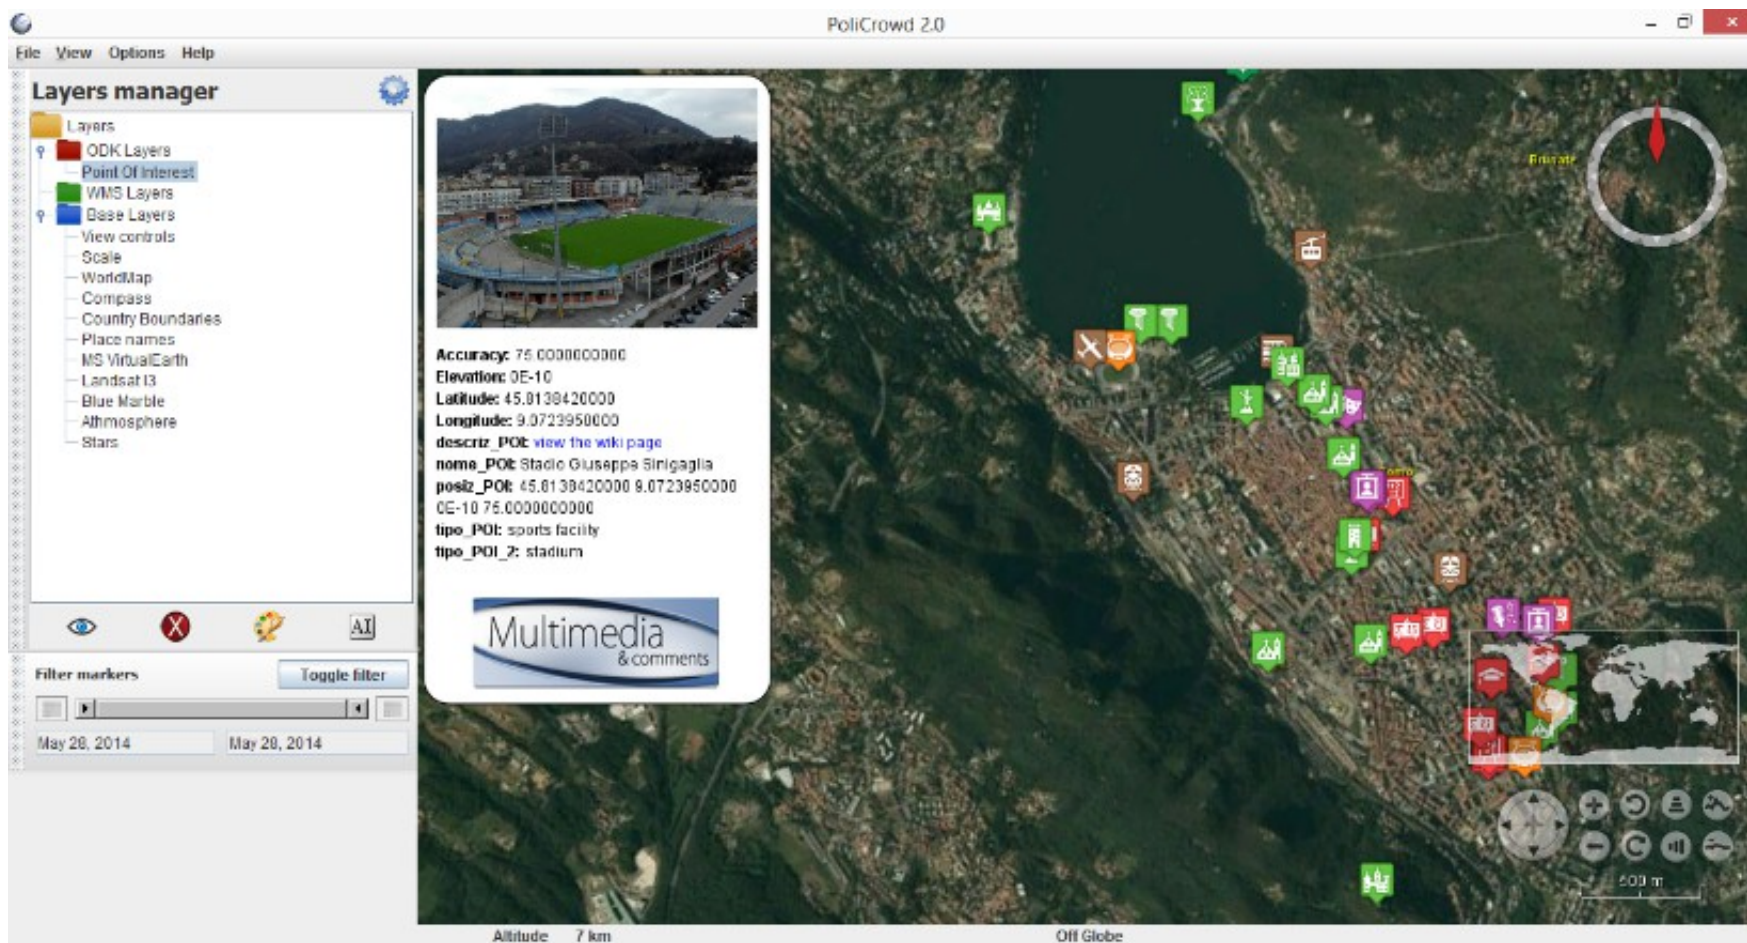 PoliCrowd 2.0
File View Options Help
Layers manager
Layers
ODK Layers
Point Of Interest
WMS Layers
Base Layers
View controls
Scale
WorldMap
Compass
Country Boundaries
Place names
MS VirtualEarth
Landsat I3
Blue Marble
Athmosphere
Stars
AI
Filter markers
Toggle filter
May 28, 2014
May 28, 2014
Accuracy: 75.0000000000
Elevation: 0E-10
Latitude: 45.8138420000
Longitude: 9.0723950000
descriz_POI: view the wiki page
nome_POI: Stadio Giuseppe Sinigaglia
posiz_POI: 45.8138420000 9.0723950000
0E-10 75.0000000000
tipo_POI: sports facility
tipo_POI_2: stadium
Multimedia
& comments
Brunate
Como
600 m
Altitude 7 km
Off Globe